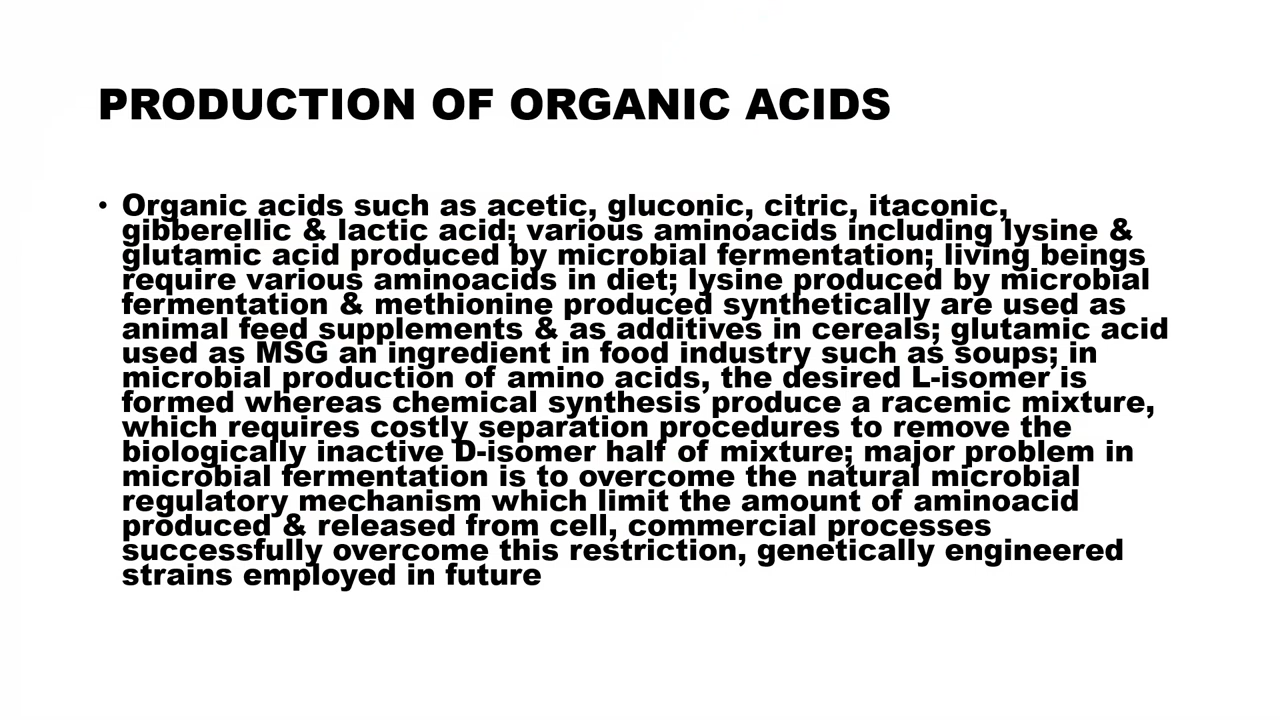 PRODUCTION OF ORGANIC ACIDS
• Organic acids such as acetic, gluconic, citric, itaconic,
gibberellic & lactic acid; various aminoacids including lysine &
glutamic acid produced by microbial fermentation; living beings
require various aminoacids in diet; lysine produced by microbial
fermentation & methionine produced synthetically are used as
animal feed supplements & as additives in cereals; glutamic acid
used as MSG an ingredient in food industry such as soups; in
microbial production of amino acids, the desired L-isomer is
formed whereas chemical synthesis produce a racemic mixture,
which requires costly separation procedures to remove the
biologically inactive D-isomer half of mixture; major problem in
microbial fermentation is to overcome the natural microbial
regulatory mechanism which limit the amount of aminoacid
produced & released from cell, commercial processes
successfully overcome this restriction, genetically engineered
strains employed in future